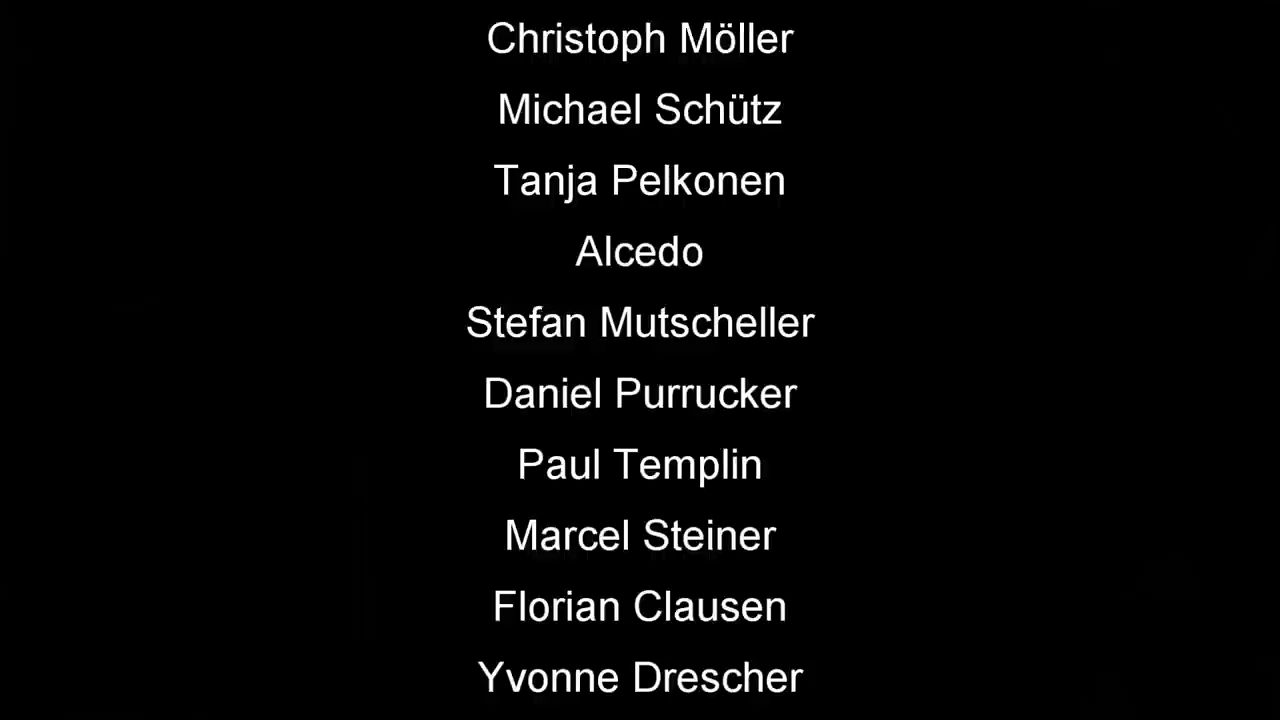 Christoph Möller
Michael Schütz
Tanja Pelkonen
Alcedo
Stefan Mutscheller
Daniel Purrucker
Paul Templin
Marcel Steiner
Florian Clausen
Yvonne Drescher